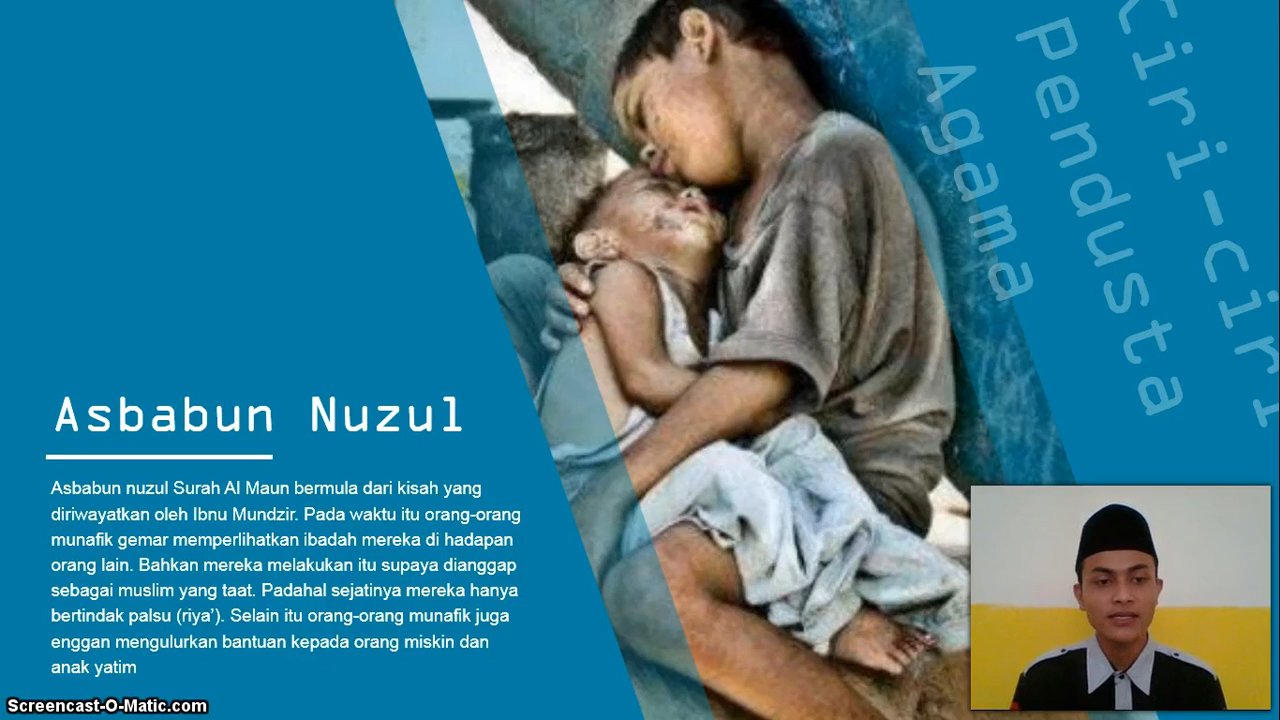 Ciri-ciri
Pendusta
Agama
Asbabun Nuzul
Asbabun nuzul Surah Al Maun bermula dari kisah yang
diriwayatkan oleh Ibnu Mundzir. Pada waktu itu orang-orang
munafik gemar memperlihatkan ibadah mereka di hadapan
orang lain. Bahkan mereka melakukan itu supaya dianggap
sebagai muslim yang taat. Padahal sejatinya mereka hanya
bertindak palsu (riya’). Selain itu orang-orang munafik juga
enggan mengulurkan bantuan kepada orang miskin dan
anak yatim
Screencast-O-Matic.com